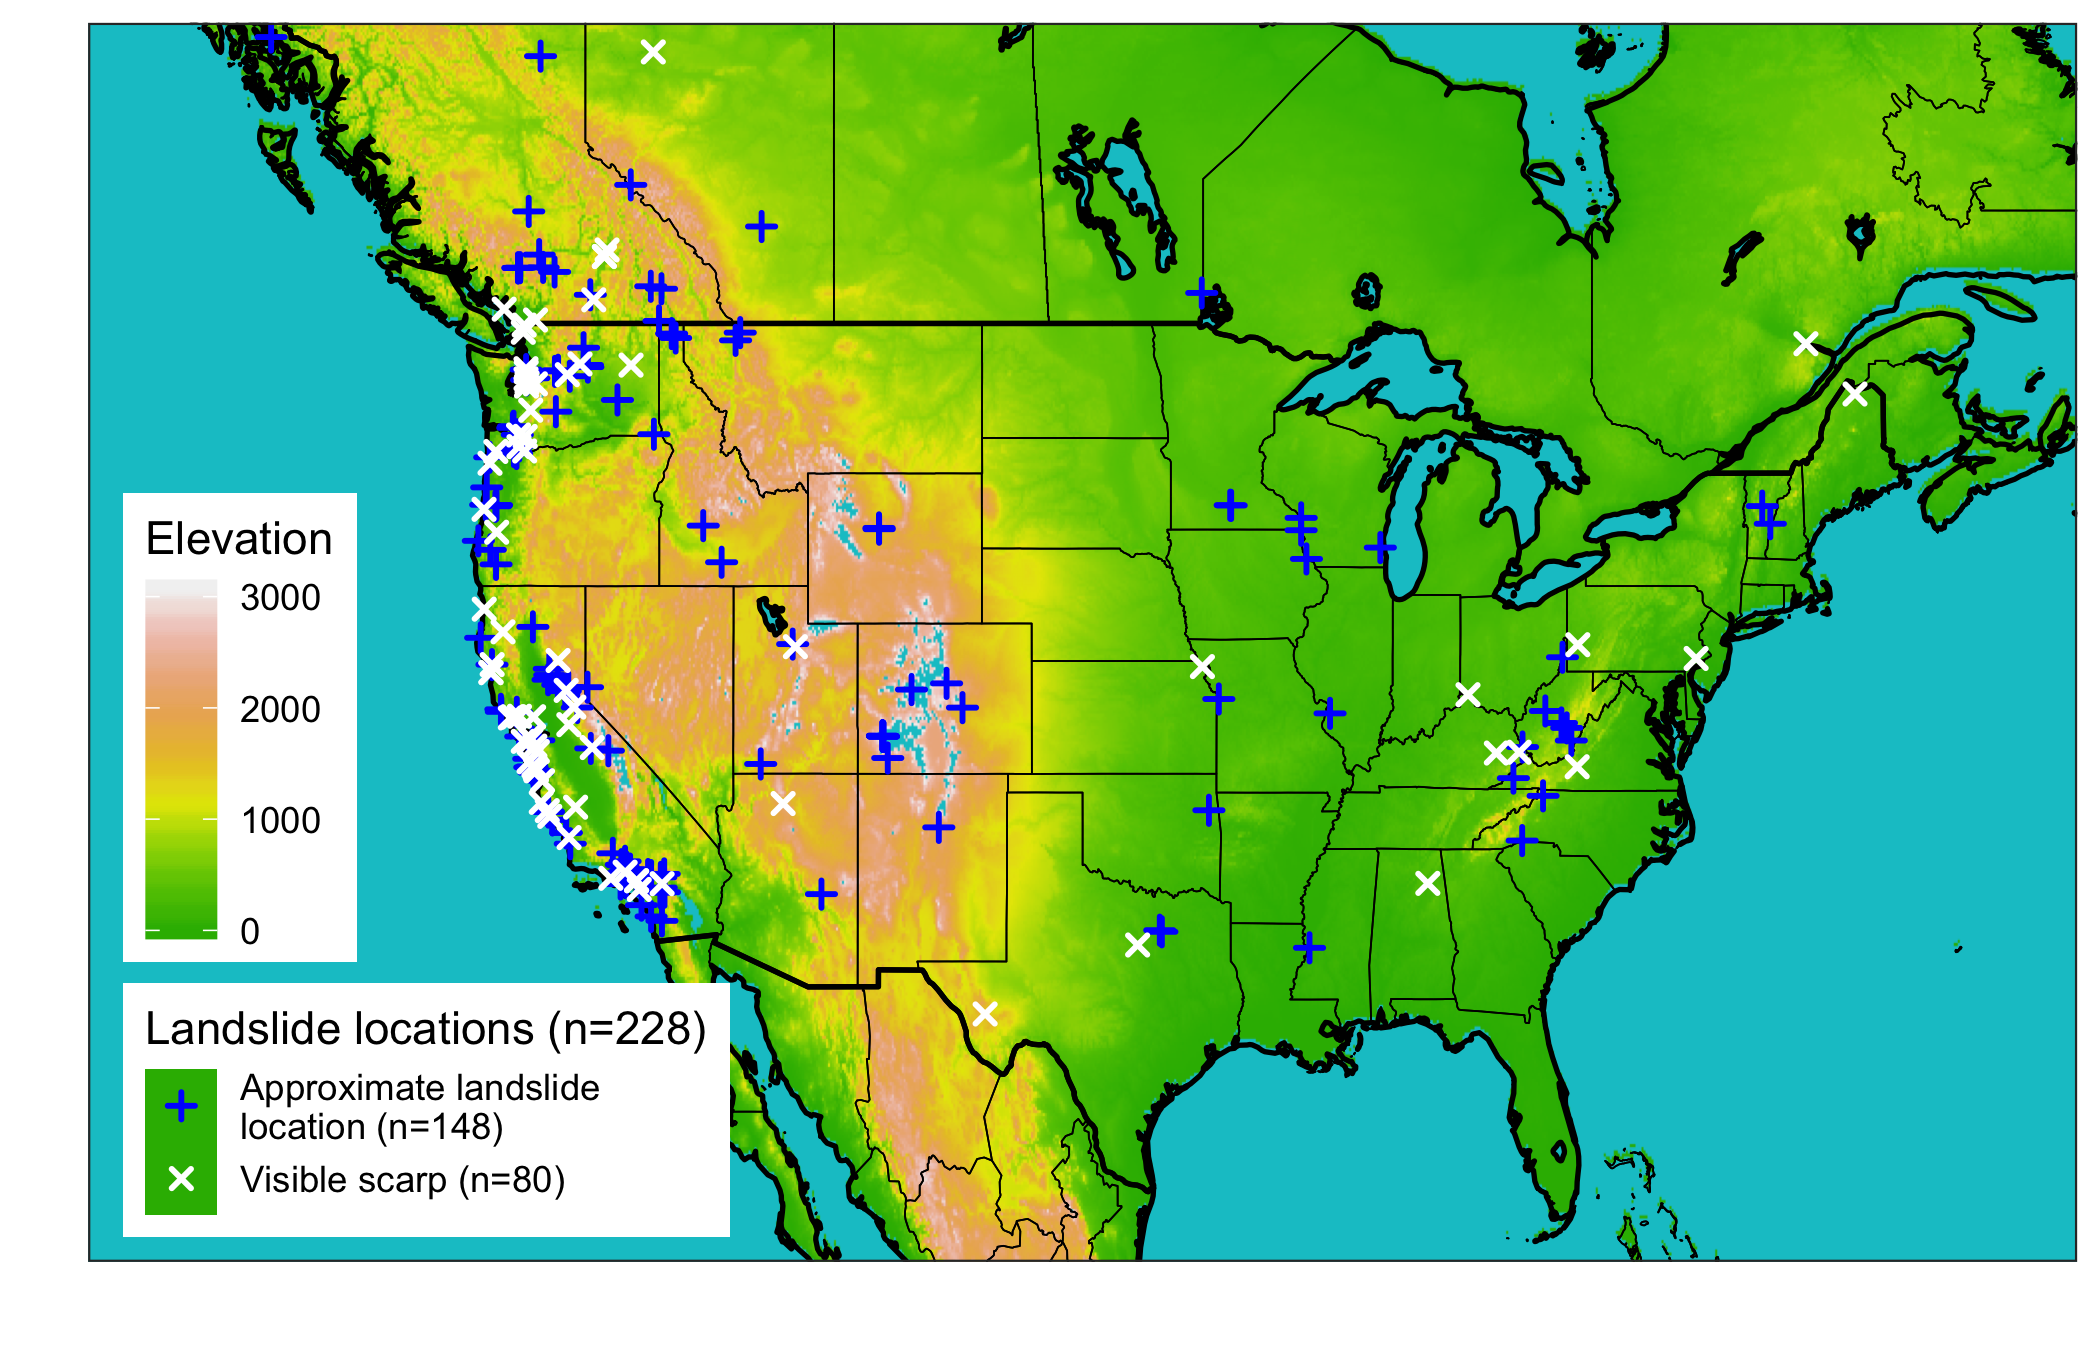 Elevation
3000
2000
1000
0
Landslide locations (n=228)
Approximate landslide
location (n=148)
Visible scarp (n=80)